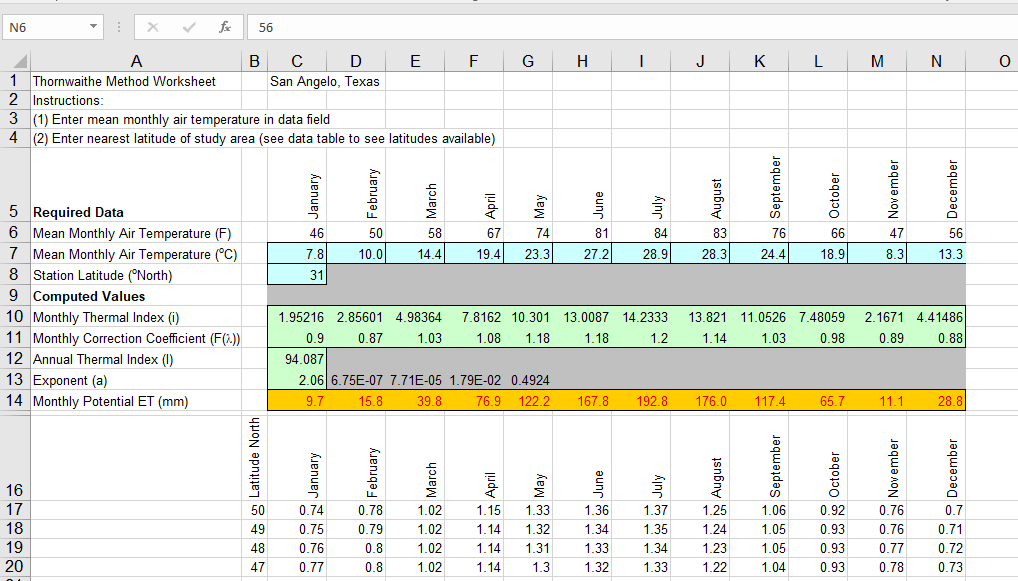 N6 fx 56
A B C D E F G H I J K L M N O
1 Thornwaithe Method Worksheet San Angelo, Texas
2 Instructions:
3 (1) Enter mean monthly air temperature in data field
4 (2) Enter nearest latitude of study area (see data table to see latitudes available)
5 Required Data January February March April May June July August September October November December
6 Mean Monthly Air Temperature (F) 46 50 58 67 74 81 84 83 76 66 47 56
7 Mean Monthly Air Temperature (ºC) 7.8 10.0 14.4 19.4 23.3 27.2 28.9 28.3 24.4 18.9 8.3 13.3
8 Station Latitude (ºNorth) 31
9 Computed Values
10 Monthly Thermal Index (i) 1.95216 2.85601 4.98364 7.8162 10.301 13.0087 14.2333 13.821 11.0526 7.48059 2.1671 4.41486
11 Monthly Correction Coefficient (F(λ)) 0.9 0.87 1.03 1.08 1.18 1.18 1.2 1.14 1.03 0.98 0.89 0.88
12 Annual Thermal Index (I) 94.087
13 Exponent (a) 2.06 6.75E-07 7.71E-05 1.79E-02 0.4924
14 Monthly Potential ET (mm) 9.7 15.8 39.8 76.9 122.2 167.8 192.8 176.0 117.4 65.7 11.1 28.8
16 Latitude North January February March April May June July August September October November December
17 50 0.74 0.78 1.02 1.15 1.33 1.36 1.37 1.25 1.06 0.92 0.76 0.7
18 49 0.75 0.79 1.02 1.14 1.32 1.34 1.35 1.24 1.05 0.93 0.76 0.71
19 48 0.76 0.8 1.02 1.14 1.31 1.33 1.34 1.23 1.05 0.93 0.77 0.72
20 47 0.77 0.8 1.02 1.14 1.3 1.32 1.33 1.22 1.04 0.93 0.78 0.73